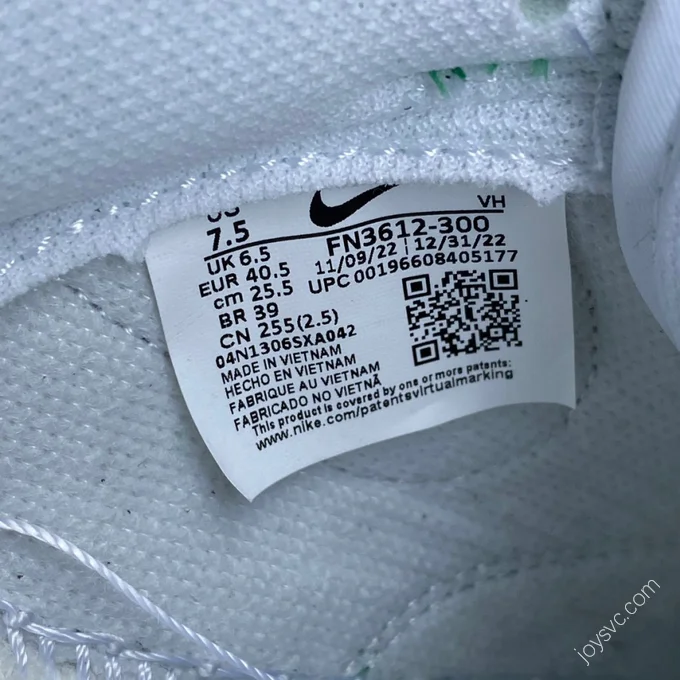 US
7.5
UK 6.5
EUR 40.5
cm 25.5
BR 39
CN 255(2.5)
04N1306SXA042
MADE IN VIETNAM
HECHO EN VIETNAM
FABRIQUE AU VIETNAM
FABRICADO NO VIETNÃ
This product is covered by one or more patents:
www.nike.com/patentsvirtualmarking
VH
FN3612-300
11/09/22 | 12/31/22
UPC 00196608405177
joysvc.com